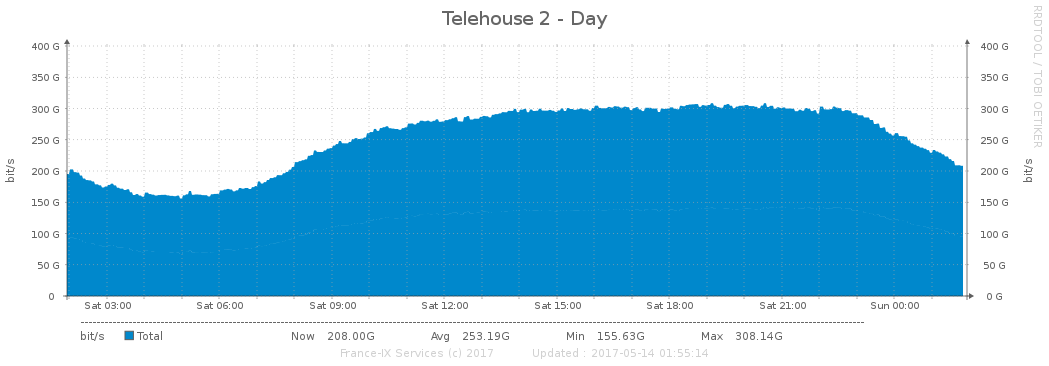 Telehouse 2 - Day
RRDTOOL / TOBI OETIKER
400 G 400 G
350 G 350 G
300 G 300 G
250 G 250 G
200 G 200 G
150 G 150 G
100 G 100 G
50 G 50 G
0 0 G
bit/s bit/s
Sat 03:00 Sat 06:00 Sat 09:00 Sat 12:00 Sat 15:00 Sat 18:00 Sat 21:00 Sun 00:00
bit/s Total Now 208.00G Avg 253.19G Min 155.63G Max 308.14G
France-IX Services (c) 2017 Updated : 2017-05-14 01:55:14